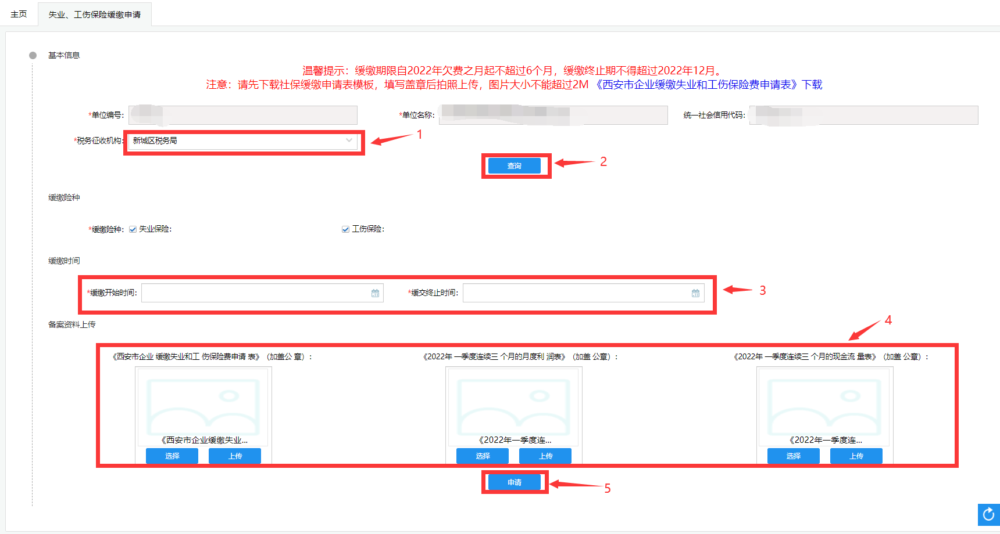 主页 失业、工伤保险缓缴申请
基本信息
温馨提示：缓缴期限自2022年欠费之月起不超过6个月，缓缴终止期不得超过2022年12月。
注意：请先下载社保缓缴申请表模板，填写盖章后拍照上传，图片大小不能超过2M 《西安市企业缓缴失业和工伤保险费申请表》下载
*单位编号： *单位名称： 统一社会信用代码：
*税务征收机构： 新城区税务局 1
查询 2
缓缴险种
*缓缴险种： 失业保险： 工伤保险：
缓缴时间
*缓缴开始时间： *缓交终止时间： 3
备案资料上传
4
《西安市企业 缓缴失业和工 伤保险费申请 表》（加盖公 章）： 《2022年 一季度连续三 个月的月度利 润表》（加盖 公章）： 《2022年 一季度连续三 个月的现金流 量表》（加盖 公章）：
《西安市企业缓缴失业... 《2022年一季度连... 《2022年一季度连...
选择 上传 选择 上传 选择 上传
申请 5